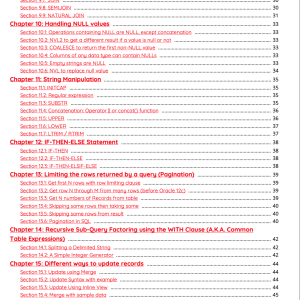 Section 9.7: JOIN 30
Section 9.8: SEMIJOIN 30
Section 9.9: NATURAL JOIN 31
Chapter 10: Handling NULL values 33
Section 10.1: Operations containing NULL are NULL, except concatenation 33
Section 10.2: NVL2 to get a different result if a value is null or not 33
Section 10.3: COALESCE to return the first non-NULL value 33
Section 10.4: Columns of any data type can contain NULLs 33
Section 10.5: Empty strings are NULL 33
Section 10.6: NVL to replace null value 34
Chapter 11: String Manipulation 35
Section 11.1: INITCAP 35
Section 11.2: Regular expression 35
Section 11.3: SUBSTR 35
Section 11.4: Concatenation: Operator || or concat() function 36
Section 11.5: UPPER 36
Section 11.6: LOWER 37
Section 11.7: LTRIM / RTRIM 37
Chapter 12: IF-THEN-ELSE Statement 38
Section 12.1: IF-THEN 38
Section 12.2: IF-THEN-ELSE 38
Section 12.3: IF-THEN-ELSIF-ELSE 38
Chapter 13: Limiting the rows returned by a query (Pagination) 39
Section 13.1: Get first N rows with row limiting clause 39
Section 13.2: Get row N through M from many rows (before Oracle 12c) 39
Section 13.3: Get N numbers of Records from table 39
Section 13.4: Skipping some rows then taking some 40
Section 13.5: Skipping some rows from result 40
Section 13.6: Pagination in SQL 40
Chapter 14: Recursive Sub-Query Factoring using the WITH Clause (A.K.A. Common
Table Expressions) 42
Section 14.1: Splitting a Delimited String 42
Section 14.2: A Simple Integer Generator 42
Chapter 15: Different ways to update records 44
Section 15.1: Update using Merge 44
Section 15.2: Update Syntax with example 44
Section 15.3: Update Using Inline View 44
Section 15.4: Merge with sample data 45